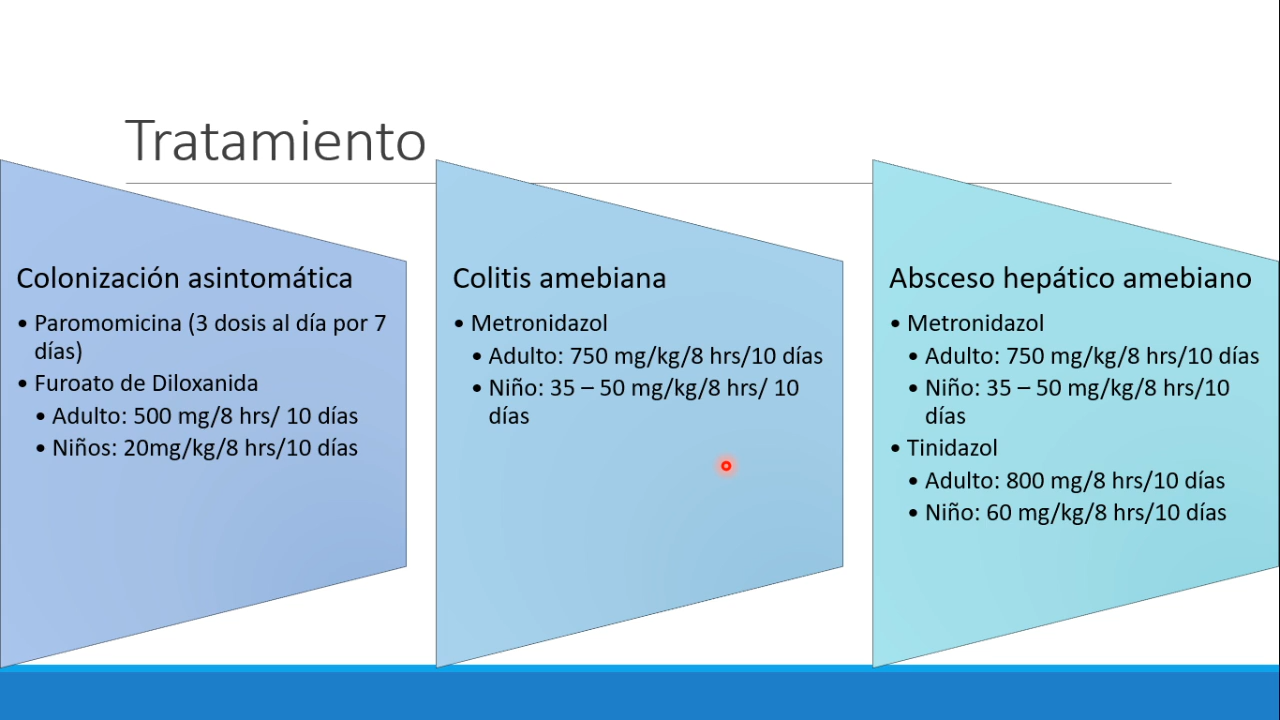 Tratamiento
Colonización asintomática
• Paromomicina (3 dosis al día por 7
días)
• Furoato de Diloxanida
• Adulto: 500 mg/8 hrs/ 10 días
• Niños: 20mg/kg/8 hrs/10 días
Colitis amebiana
• Metronidazol
• Adulto: 750 mg/kg/8 hrs/10 días
• Niño: 35 – 50 mg/kg/8 hrs/ 10
días
Absceso hepático amebiano
• Metronidazol
• Adulto: 750 mg/kg/8 hrs/10 días
• Niño: 35 – 50 mg/kg/8 hrs/10
días
• Tinidazol
• Adulto: 800 mg/8 hrs/10 días
• Niño: 60 mg/kg/8 hrs/10 días